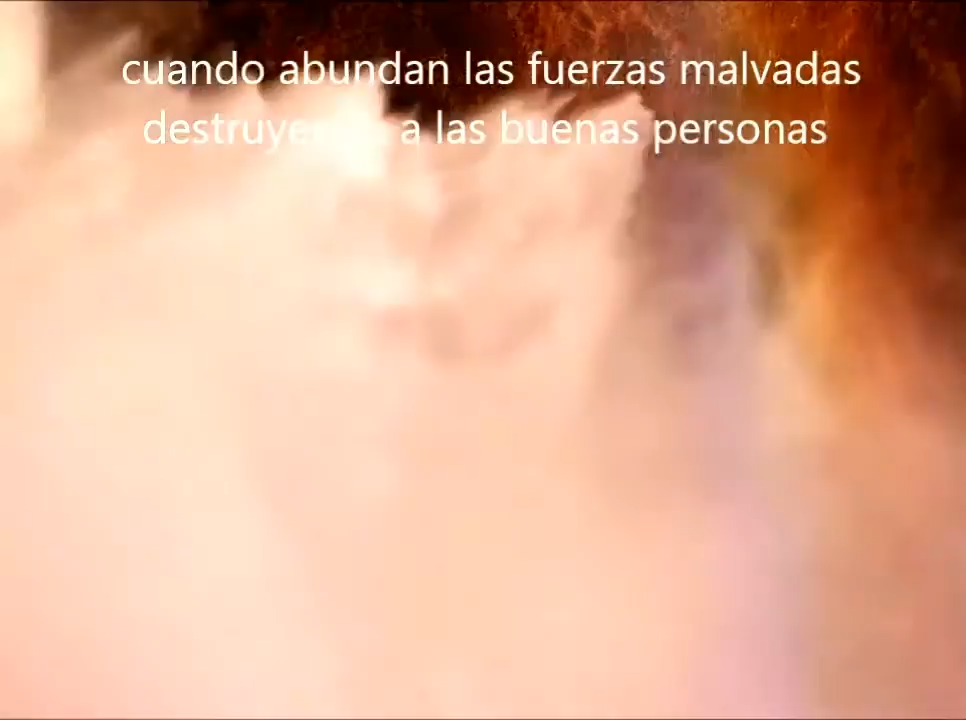 cuando abundan las fuerzas malvadas
a las buenas personas